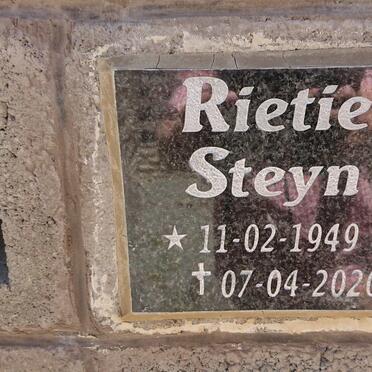 Rietie
Steyn
★ 11-02-1949
✝ 07-04-2020